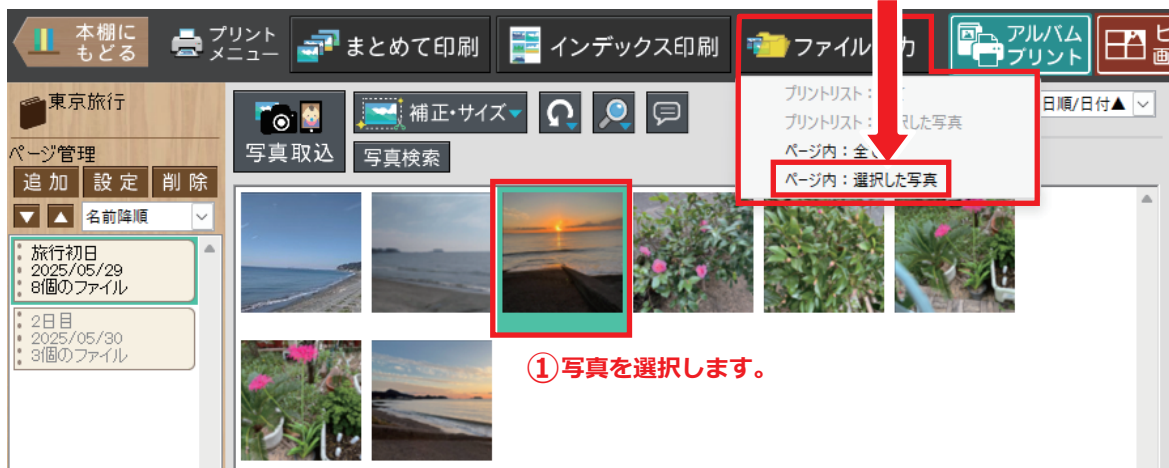 本棚に
もどる
プリント
メニュー
まとめて印刷
インデックス印刷
ファイル
力
アルバム
プリント
東京旅行
ページ管理
追加
設定
削除
名前降順
旅行初日
2025/05/29
8個のファイル
2日目
2025/05/30
3個のファイル
写真取込
補正・サイズ
写真検索
プリントリスト:
プリントリスト: 択した写真
ページ内:全て
ページ内:選択した写真
日順/日付▲
①写真を選択します。